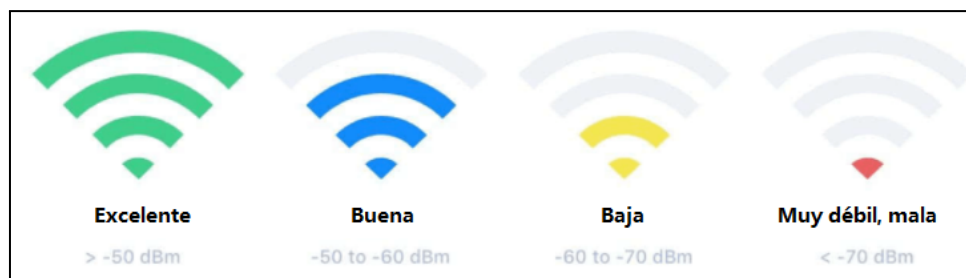 Excelente Buena Baja Muy débil, mala
> -50 dBm -50 to -60 dBm -60 to -70 dBm < -70 dBm